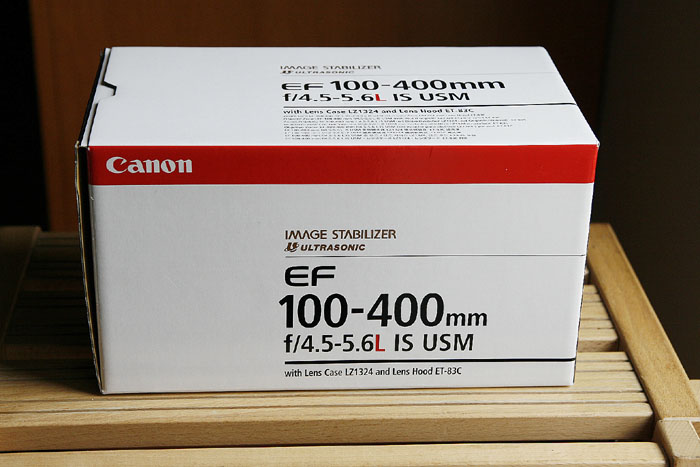 IMAGE STABILIZER
ULTRASONIC
EF 100-400mm
f/4.5-5.6L IS USM
with Lens Case LZ1324 and Lens Hood ET-83C
Canon
IMAGE STABILIZER
ULTRASONIC
EF
100-400mm
f/4.5-5.6L IS USM
with Lens Case LZ1324 and Lens Hood ET-83C